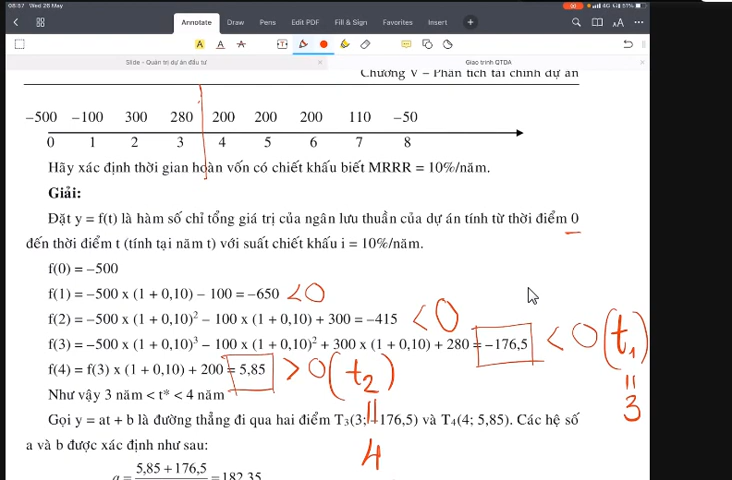 08:57 Wed 28 May
4G 51%
Annotate Draw Pens Edit PDF Fill & Sign Favorites Insert
Slide - Quản trị dự án đầu tư
Giao trình QTDA
Chương V – Phân tích tài chính dự án
-500 -100 300 280 200 200 200 110 -50
0 1 2 3 4 5 6 7 8
Hãy xác định thời gian hoàn vốn có chiết khấu biết MRRR = 10%/năm.
Giải:
Đặt y = f(t) là hàm số chỉ tổng giá trị của ngân lưu thuần của dự án tính từ thời điểm 0
đến thời điểm t (tính tại năm t) với suất chiết khấu i = 10%/năm.
f(0) = –500
f(1) = –500 x (1 + 0,10) – 100 = –650 <0
f(2) = –500 x (1 + 0,10)² – 100 x (1 + 0,10) + 300 = –415 <0
f(3) = –500 x (1 + 0,10)³ – 100 x (1 + 0,10)² + 300 x (1 + 0,10) + 280 = –176,5 <0 (t₁)
f(4) = f(3) x (1 + 0,10) + 200 = 5,85 >0 (t₂)
= 3
Như vậy 3 năm < t* < 4 năm
Gọi y = at + b là đường thẳng đi qua hai điểm T₃(3; –176,5) và T₄(4; 5,85). Các hệ số
= 4
a và b được xác định như sau:
a = 5,85 + 176,5 = 182,35